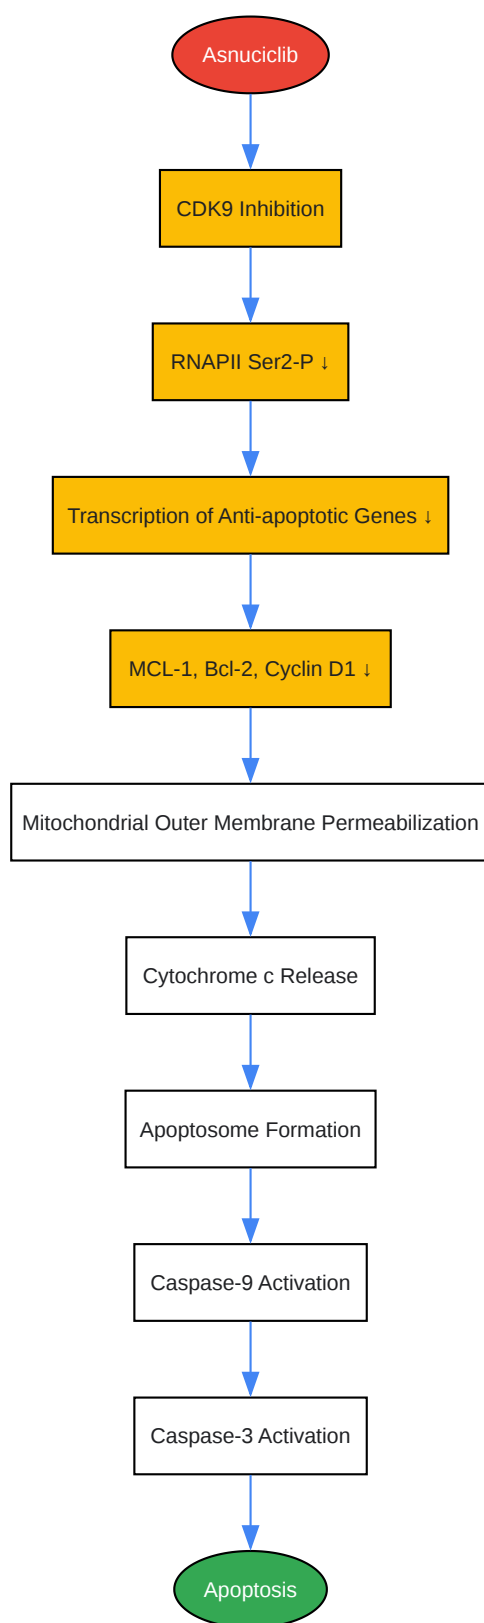 Asnuciclib
CDK9 Inhibition
RNAPII Ser2-P ↓
Transcription of Anti-apoptotic Genes ↓
MCL-1, Bcl-2, Cyclin D1 ↓
Mitochondrial Outer Membrane Permeabilization
Cytochrome c Release
Apoptosome Formation
Caspase-9 Activation
Caspase-3 Activation
Apoptosis